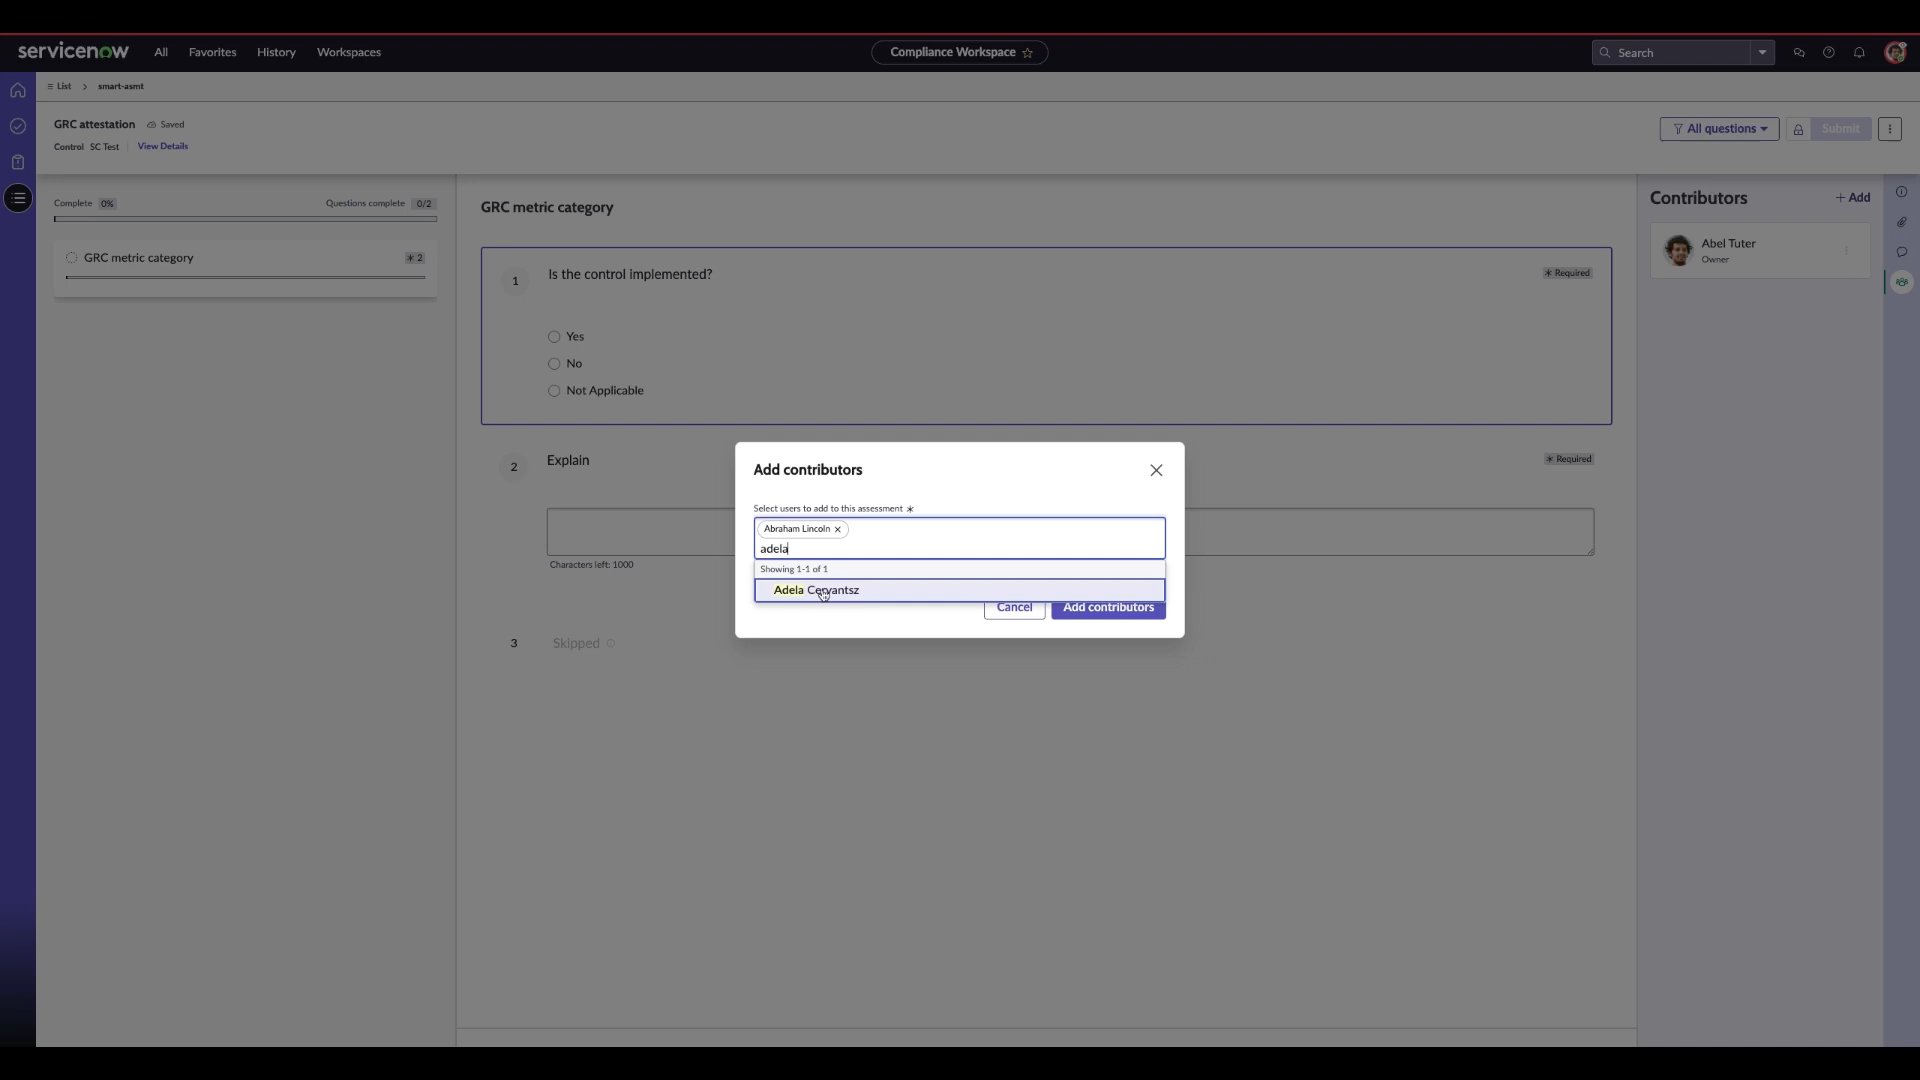 servicenow All Favorites History Workspaces Compliance Workspace Search
List > smart-asmt
GRC attestation Saved
Control SC Test View Details
All questions Submit
Complete 0% Questions complete 0/2
GRC metric category * 2
GRC metric category
1 Is the control implemented? * Required
Yes
No
Not Applicable
2 Explain * Required
Characters left: 1000
3 Skipped
Add contributors
Select users to add to this assessment *
Abraham Lincoln ×
adela
Showing 1-1 of 1
Adela Cervantsz
Cancel Add contributors
Contributors + Add
Abel Tuter
Owner